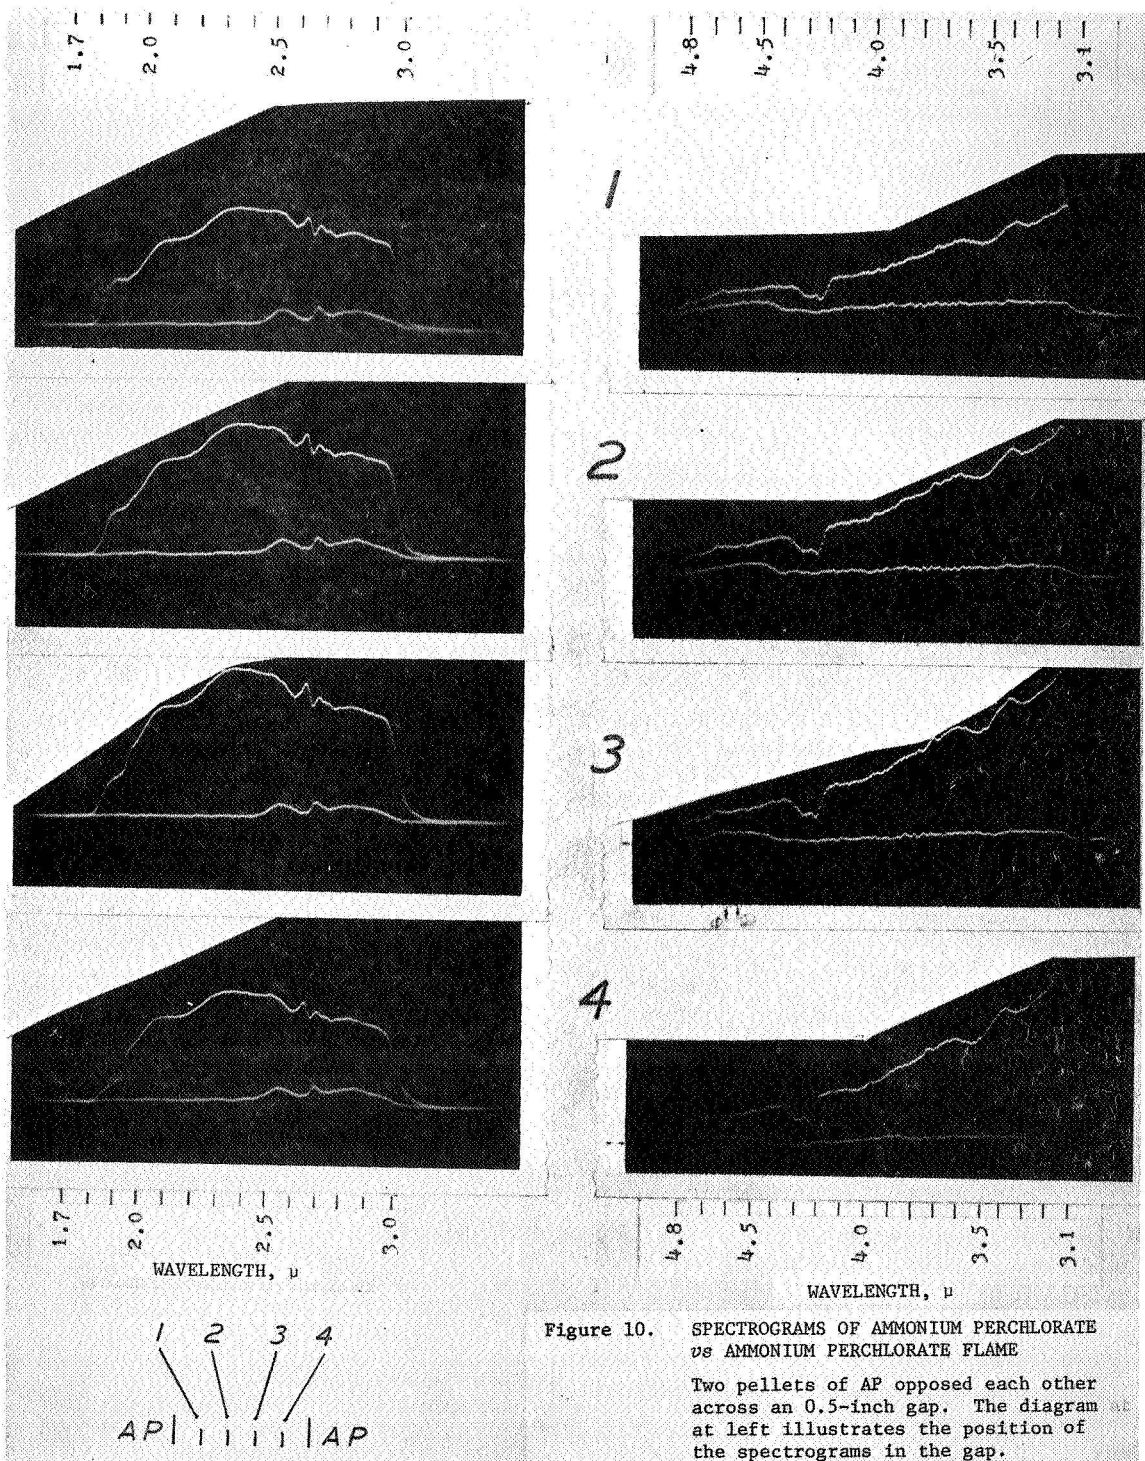 1.7 2.0 2.5 3.0
4.8 4.5 4.0 3.5 3.1
1
2
3
4
1.7 2.0 2.5 3.0
WAVELENGTH, μ
4.8 4.5 4.0 3.5 3.1
WAVELENGTH, μ
1 2 3 4
AP AP
Figure 10. SPECTROGRAMS OF AMMONIUM PERCHLORATE
vs AMMONIUM PERCHLORATE FLAME
Two pellets of AP opposed each other
across an 0.5-inch gap. The diagram
at left illustrates the position of
the spectrograms in the gap.